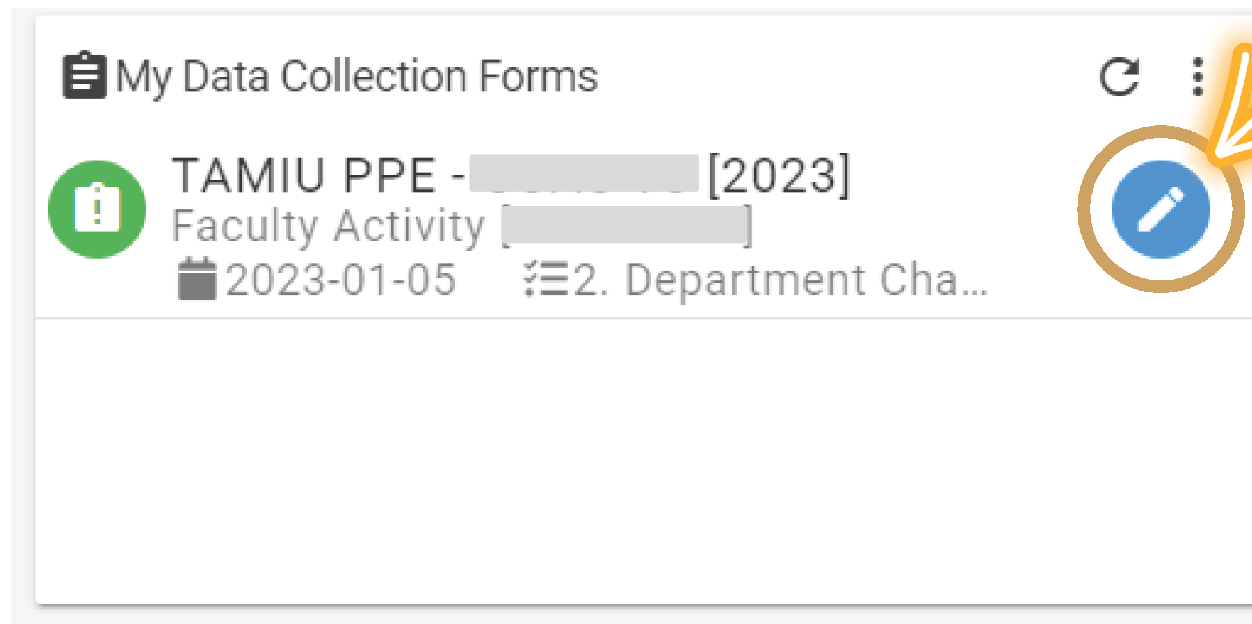 My Data Collection Forms
TAMIU PPE - [2023]
Faculty Activity [ ]
2023-01-05 2. Department Cha...